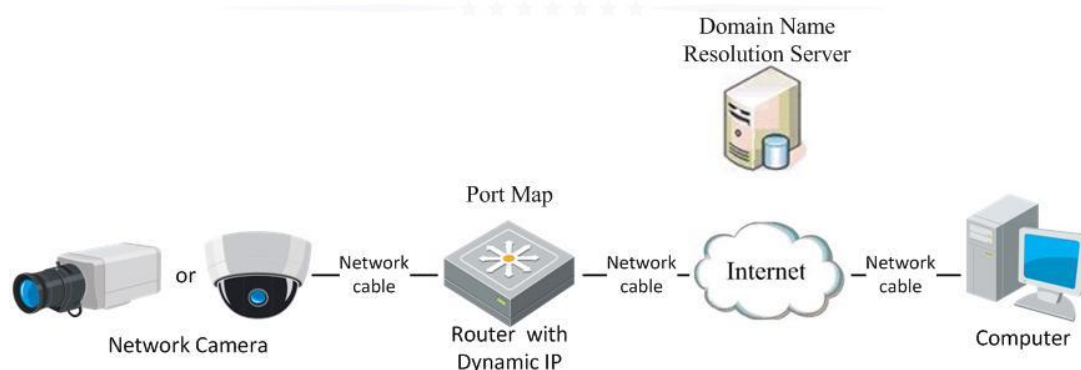 Domain Name
Resolution Server
Port Map
or
Network
cable
Network
cable
Internet
Network
cable
Network Camera
Router with
Dynamic IP
Computer